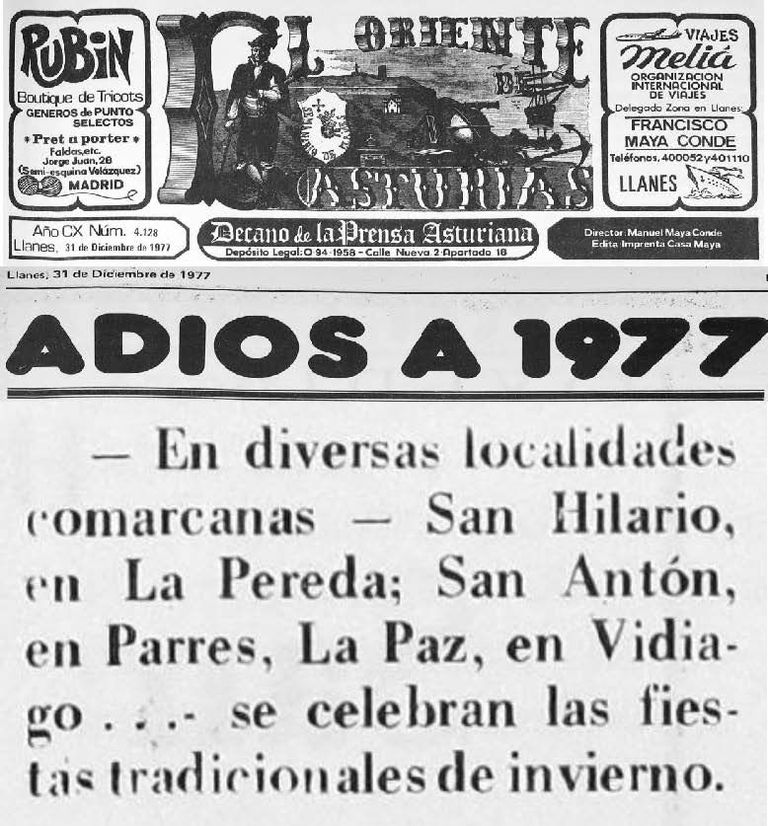 RUBiN
Boutique de Tricots
GENEROS DE PUNTO
SELECTOS
* Pret a porter *
Faldas, etc.
Jorge Juan, 28
(Semi-esquina Velázquez)
MADRID
EL ORIENTE
DE
ASTURIAS
VIAJES
Meliá
ORGANIZACION
INTERNACIONAL
DE VIAJES
Delegado Zona en Llanes:
FRANCISCO
MAYA CONDE
Teléfonos, 400052 y 401110
LLANES
Año CX Núm. 4.128
Llanes, 31 de Diciembre de 1977
Decano de la Prensa Asturiana
Depósito Legal: O 94-1958 - Calle Nueva 2 - Apartado 18
Director: Manuel Maya Conde
Edita Imprenta Casa Maya
Llanes, 31 de Diciembre de 1977
ADIOS A 1977
— En diversas localidades
comarcanas — San Hilario,
en La Pereda; San Antón,
en Parres, La Paz, en Vidia-
go . . .- se celebran las fies-
tas tradicionales de invierno.